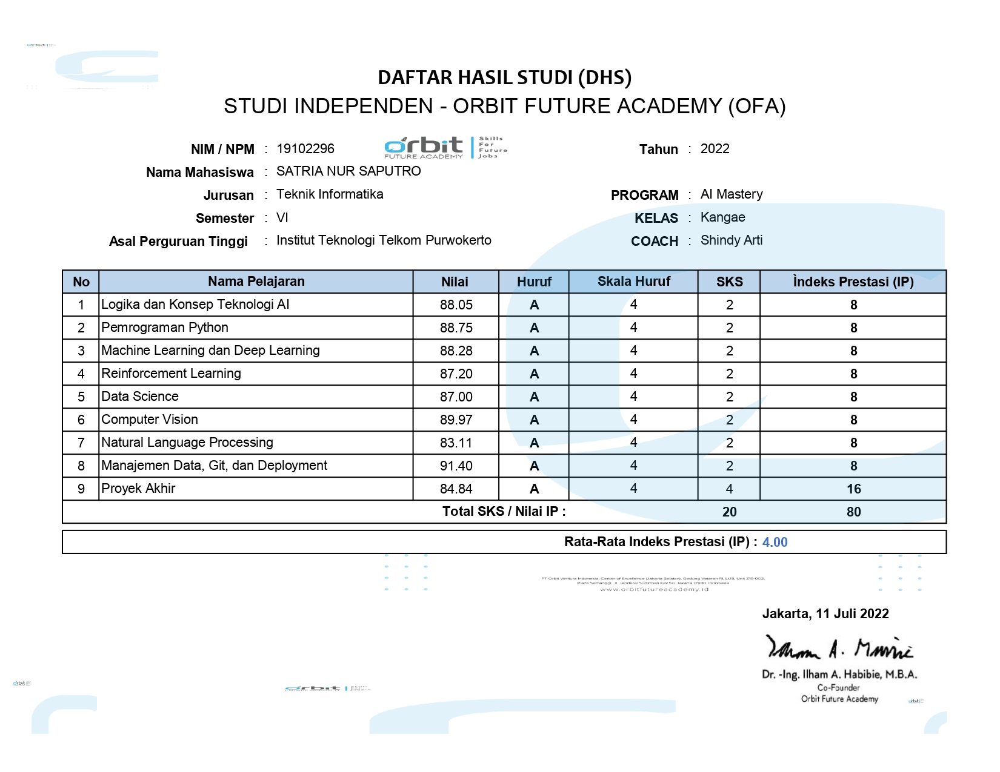 DAFTAR HASIL STUDI (DHS)
STUDI INDEPENDEN - ORBIT FUTURE ACADEMY (OFA)
NIM / NPM : 19102296
orbit FUTURE ACADEMY
Skills For Future Jobs
Tahun : 2022
Nama Mahasiswa : SATRIA NUR SAPUTRO
Jurusan : Teknik Informatika
PROGRAM : AI Mastery
Semester : VI
KELAS : Kangae
Asal Perguruan Tinggi : Institut Teknologi Telkom Purwokerto
COACH : Shindy Arti
No Nama Pelajaran Nilai Huruf Skala Huruf SKS Ìndeks Prestasi (IP)
1 Logika dan Konsep Teknologi AI 88.05 A 4 2 8
2 Pemrograman Python 88.75 A 4 2 8
3 Machine Learning dan Deep Learning 88.28 A 4 2 8
4 Reinforcement Learning 87.20 A 4 2 8
5 Data Science 87.00 A 4 2 8
6 Computer Vision 89.97 A 4 2 8
7 Natural Language Processing 83.11 A 4 2 8
8 Manajemen Data, Git, dan Deployment 91.40 A 4 2 8
9 Proyek Akhir 84.84 A 4 4 16
Total SKS / Nilai IP : 20 80
Rata-Rata Indeks Prestasi (IP) : 4.00
PT Orbit Ventura Indonesia, Center of Excellence (Jakarta Selatan), Gedung Veteran RI, Unit Z15-002,
Plaza Semanggi, Jl. Jenderal Sudirman Kav.50, Jakarta 12930, Indonesia
www.orbitfutureacademy.id
Jakarta, 11 Juli 2022
Dr. -Ing. Ilham A. Habibie, M.B.A.
Co-Founder
Orbit Future Academy